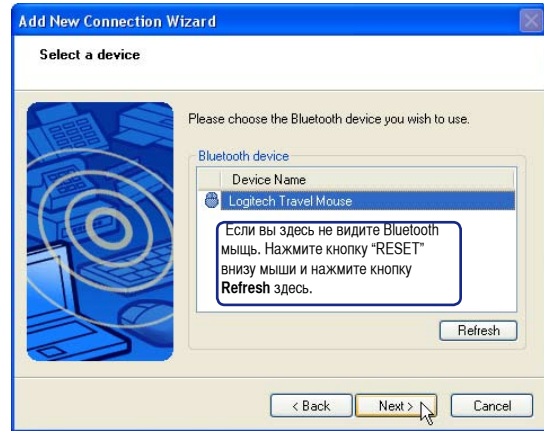 Add New Connection Wizard
Select a device
Please choose the Bluetooth device you wish to use.
Bluetooth device
Device Name
Logitech Travel Mouse
Если вы здесь не видите Bluetooth
мыщь. Нажмите кнопку “RESET”
внизу мыши и нажмите кнопку
Refresh здесь.
Refresh
< Back
Next >
Cancel